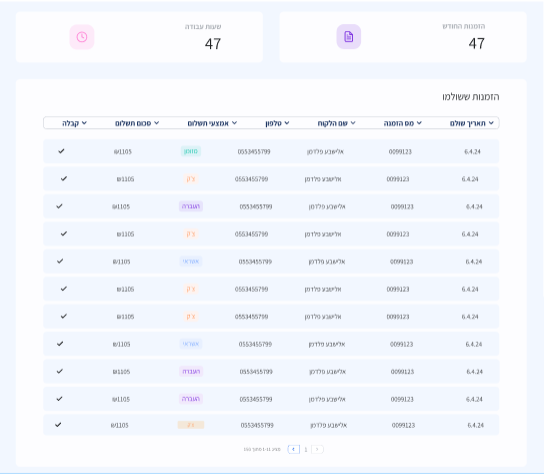 הזמנות החודש
47
שעות עבודה
47
הזמנות ששולמו
תאריך שולם מס הזמנה שם הלקוח טלפון אמצעי תשלום סכום תשלום קבלה
6.4.24 0099123 אלישבע פלדמן 0553455799 מזומן ₪1105
6.4.24 0099123 אלישבע פלדמן 0553455799 צ'ק ₪1105
6.4.24 0099123 אלישבע פלדמן 0553455799 העברה ₪1105
6.4.24 0099123 אלישבע פלדמן 0553455799 צ'ק ₪1105
6.4.24 0099123 אלישבע פלדמן 0553455799 אשראי ₪1105
6.4.24 0099123 אלישבע פלדמן 0553455799 צ'ק ₪1105
6.4.24 0099123 אלישבע פלדמן 0553455799 צ'ק ₪1105
6.4.24 0099123 אלישבע פלדמן 0553455799 אשראי ₪1105
6.4.24 0099123 אלישבע פלדמן 0553455799 העברה ₪1105
6.4.24 0099123 אלישבע פלדמן 0553455799 העברה ₪1105
6.4.24 0099123 אלישבע פלדמן 0553455799 צ'ק ₪1105
1